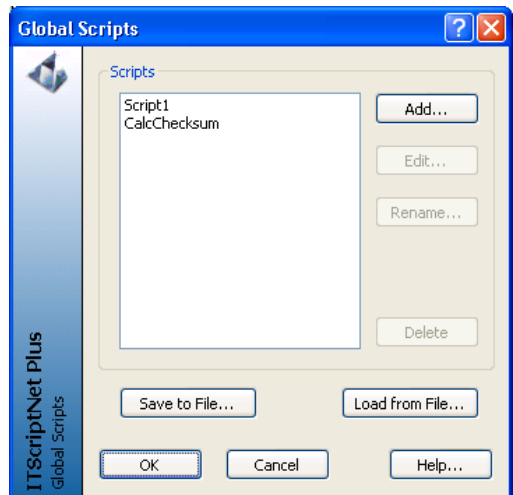 Global Scripts
Scripts
Script1
CalcChecksum
Add...
Edit...
Rename...
Delete
Save to File...
Load from File...
OK
Cancel
Help...
ITScriptNet Plus
Global Scripts